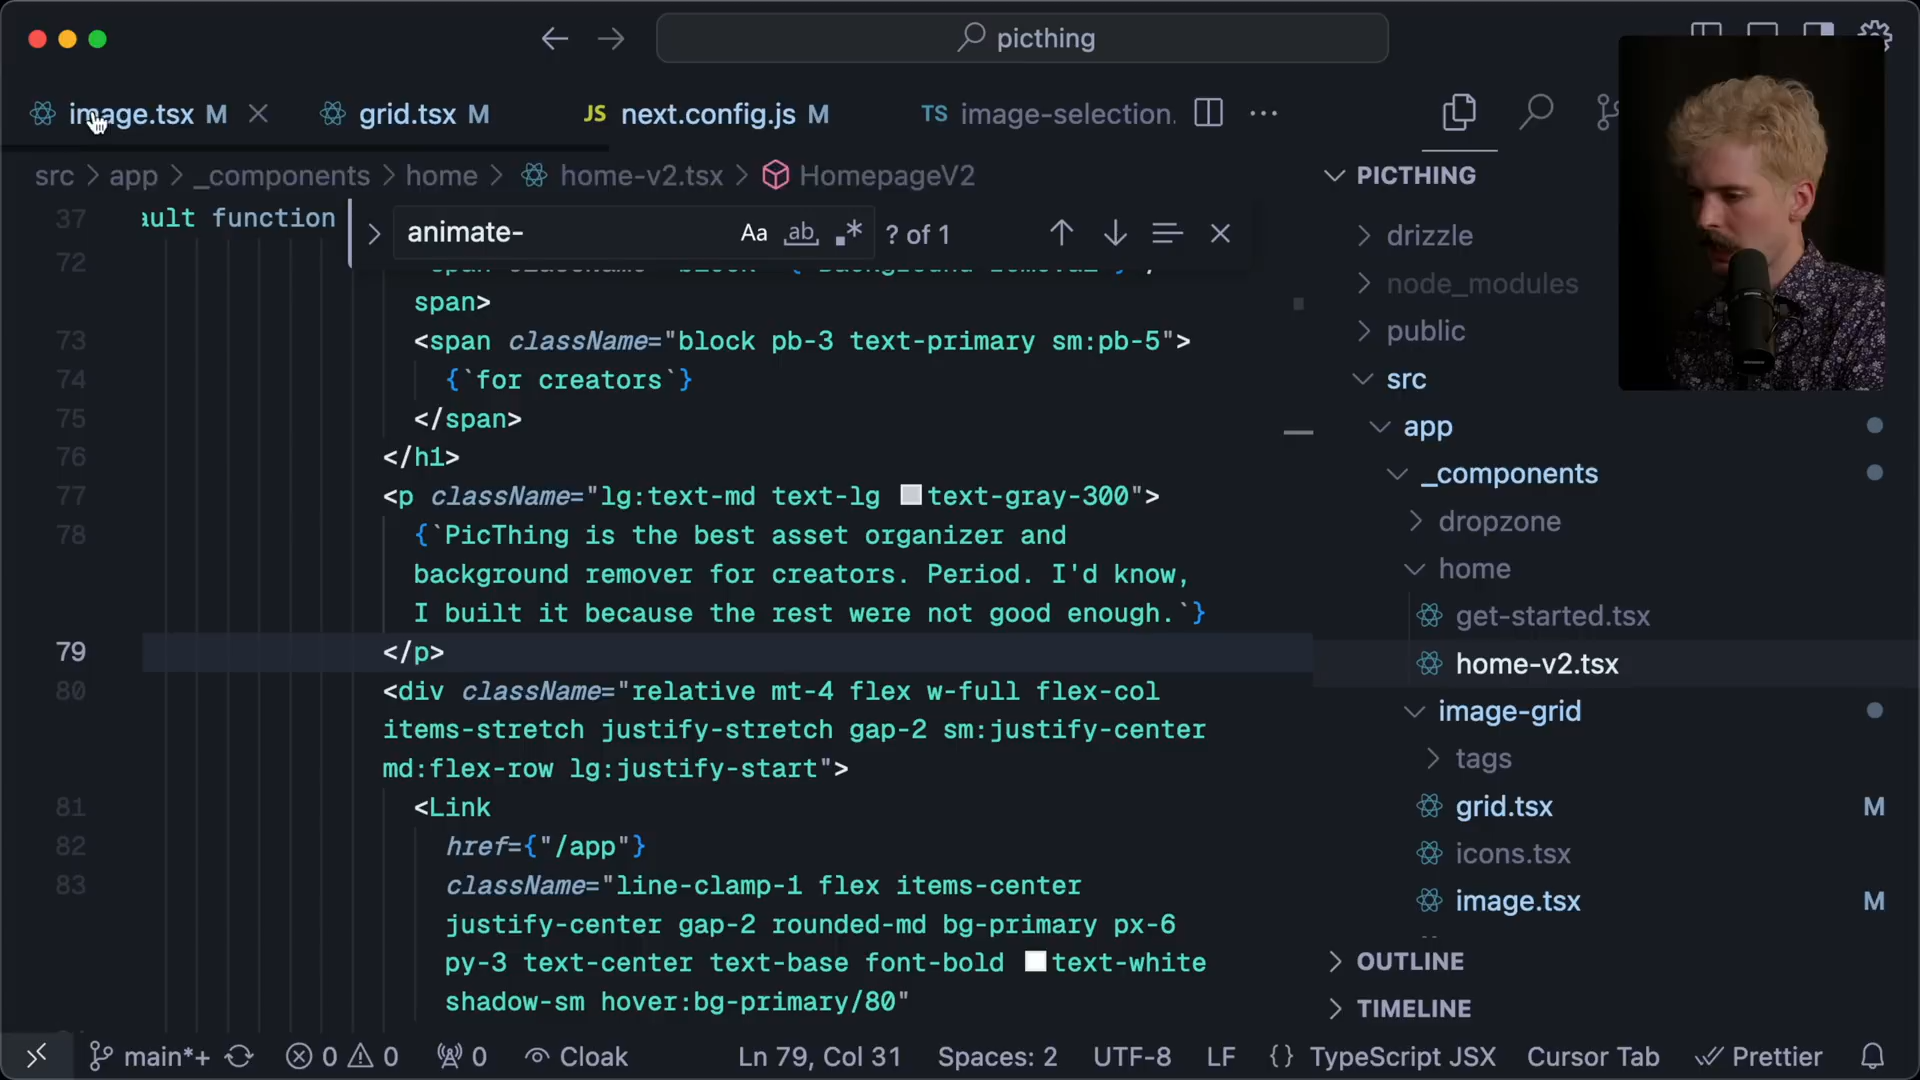 picthing
image.tsx M
grid.tsx M
JS next.config.js M
TS image-selection.
src > app > _components > home > home-v2.tsx > HomepageV2
37 ault function
animate- Aa ab ? of 1
72
span>
73 <span className="block pb-3 text-primary sm:pb-5">
74 {`for creators`}
75 </span>
76 </h1>
77 <p className="lg:text-md text-lg text-gray-300">
78 {`PicThing is the best asset organizer and
background remover for creators. Period. I'd know,
I built it because the rest were not good enough.`}
79 </p>
80 <div className="relative mt-4 flex w-full flex-col
items-stretch justify-stretch gap-2 sm:justify-center
md:flex-row lg:justify-start">
81 <Link
82 href={"/app"}
83 className="line-clamp-1 flex items-center
justify-center gap-2 rounded-md bg-primary px-6
py-3 text-center text-base font-bold text-white
shadow-sm hover:bg-primary/80"
PICTHING
drizzle
node_modules
public
src
app
_components
dropzone
home
get-started.tsx
home-v2.tsx
image-grid
tags
grid.tsx M
icons.tsx
image.tsx M
OUTLINE
TIMELINE
main*+ 0 0 0 Cloak Ln 79, Col 31 Spaces: 2 UTF-8 LF {} TypeScript JSX Cursor Tab Prettier